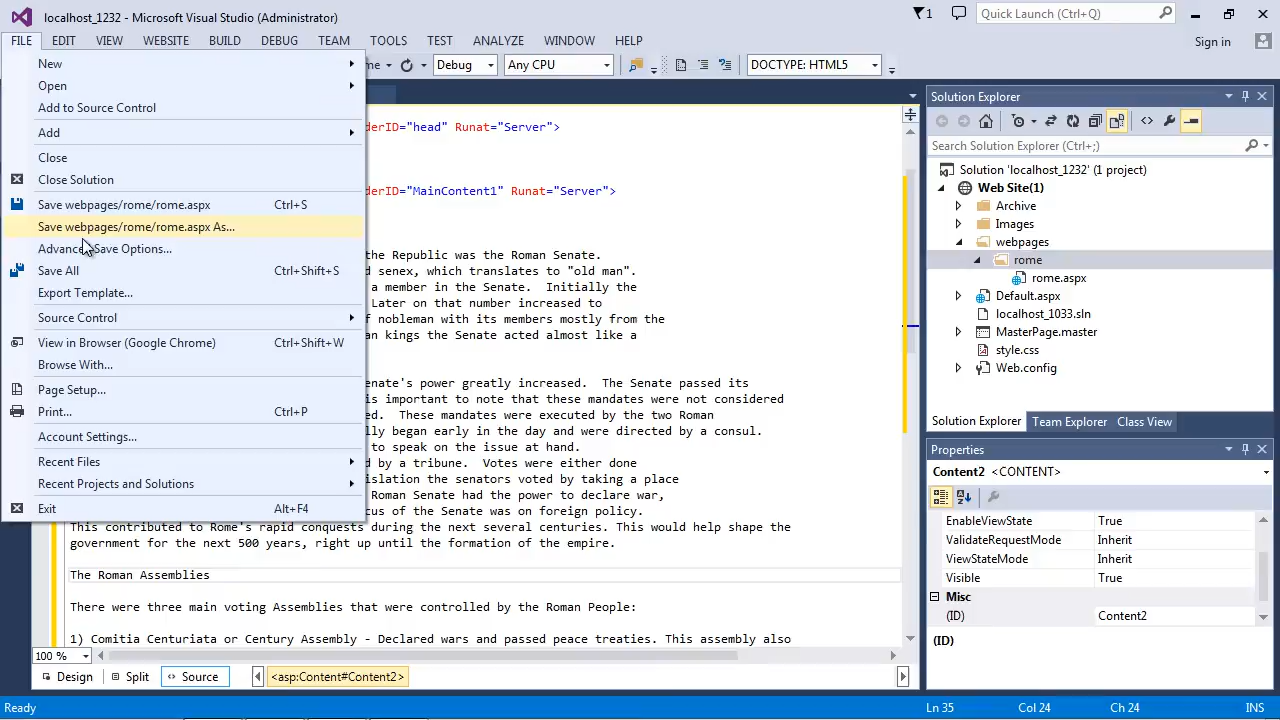 localhost_1232 - Microsoft Visual Studio (Administrator)
1
Quick Launch (Ctrl+Q)
FILE EDIT VIEW WEBSITE BUILD DEBUG TEAM TOOLS TEST ANALYZE WINDOW HELP
Sign in
me Debug Any CPU DOCTYPE: HTML5
New
Open
Add to Source Control
Add
Close
Close Solution
Save webpages/rome/rome.aspx Ctrl+S
Save webpages/rome/rome.aspx As...
Advanced Save Options...
Save All Ctrl+Shift+S
Export Template...
Source Control
View in Browser (Google Chrome) Ctrl+Shift+W
Browse With...
Page Setup...
Print... Ctrl+P
Account Settings...
Recent Files
Recent Projects and Solutions
Exit Alt+F4
derID="head" Runat="Server">
derID="MainContent1" Runat="Server">
the Republic was the Roman Senate.
d senex, which translates to "old man".
a member in the Senate. Initially the
Later on that number increased to
f nobleman with its members mostly from the
an kings the Senate acted almost like a
enate's power greatly increased. The Senate passed its
is important to note that these mandates were not considered
ed. These mandates were executed by the two Roman
lly began early in the day and were directed by a consul.
to speak on the issue at hand.
d by a tribune. Votes were either done
islation the senators voted by taking a place
Roman Senate had the power to declare war,
cus of the Senate was on foreign policy.
This contributed to Rome's rapid conquests during the next several centuries. This would help shape the
government for the next 500 years, right up until the formation of the empire.
The Roman Assemblies
There were three main voting Assemblies that were controlled by the Roman People:
1) Comitia Centuriata or Century Assembly - Declared wars and passed peace treaties. This assembly also
100 %
Design Split Source <asp:Content#Content2>
Solution Explorer
Search Solution Explorer (Ctrl+;)
Solution 'localhost_1232' (1 project)
Web Site(1)
Archive
Images
webpages
rome
rome.aspx
Default.aspx
localhost_1033.sln
MasterPage.master
style.css
Web.config
Solution Explorer Team Explorer Class View
Properties
Content2 <CONTENT>
EnableViewState True
ValidateRequestMode Inherit
ViewStateMode Inherit
Visible True
Misc
(ID) Content2
(ID)
Ready Ln 35 Col 24 Ch 24 INS